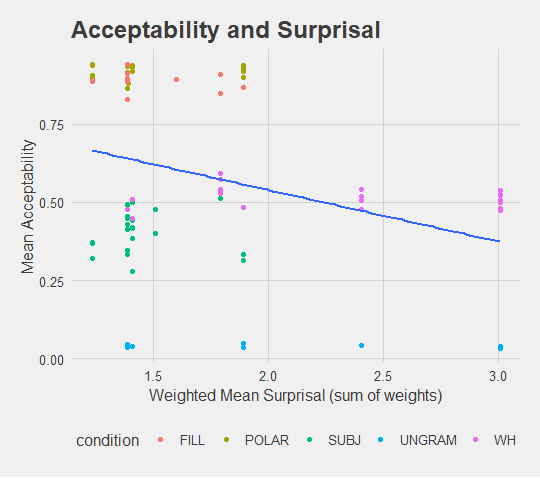 Acceptability and Surprisal
Mean Acceptability
0.75
0.50
0.25
0.00
1.5 2.0 2.5 3.0
Weighted Mean Surprisal (sum of weights)
condition FILL POLAR SUBJ UNGRAM WH